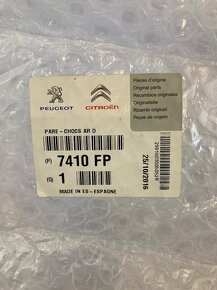 PEUGEOT
CITROËN
Pièces d'origine
Original parts
Recambios originales
Originalteile
Ricambi originali
Peças de origem
PARE-CHOCS AR D
(P) 7410 FP
(Q) 1
MADE IN ES-ESPAGNE
25/10/2016